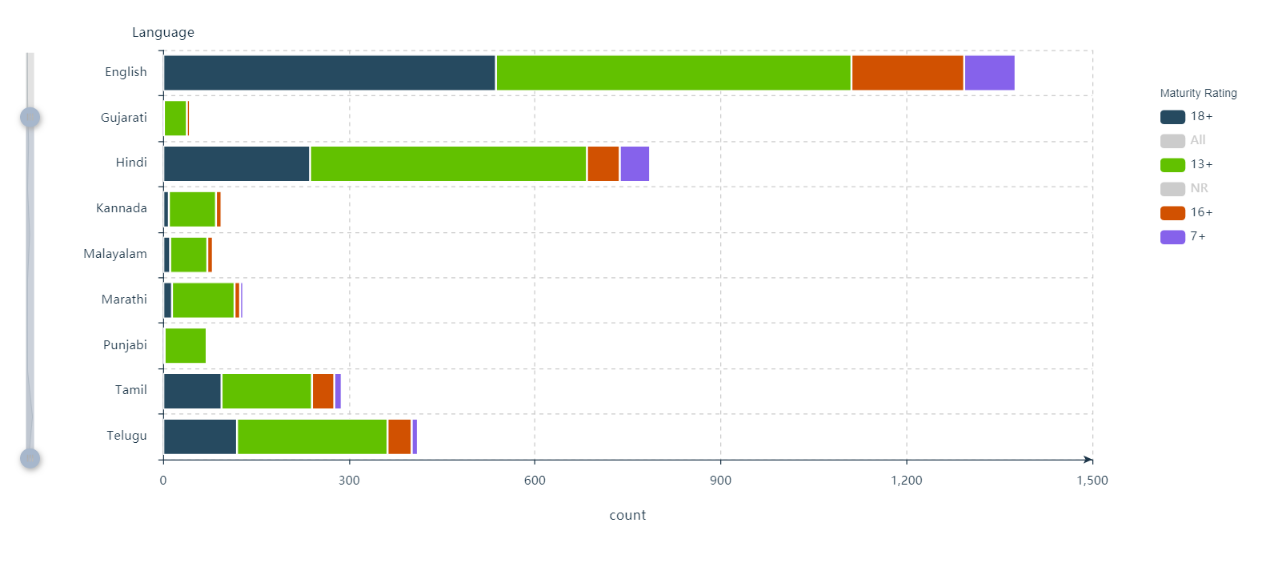 Language
English
Gujarati
Hindi
Kannada
Malayalam
Marathi
Punjabi
Tamil
Telugu
0 300 600 900 1,200 1,500
count
Maturity Rating
18+
All
13+
NR
16+
7+